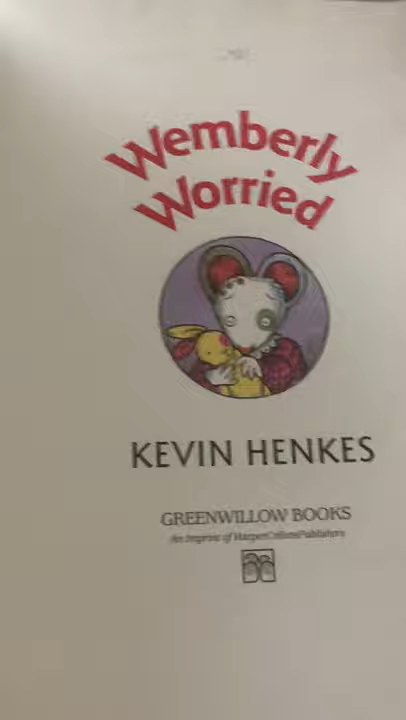 Wemberly
Worried
KEVIN HENKES
GREENWILLOW BOOKS
An Imprint of HarperCollinsPublishers